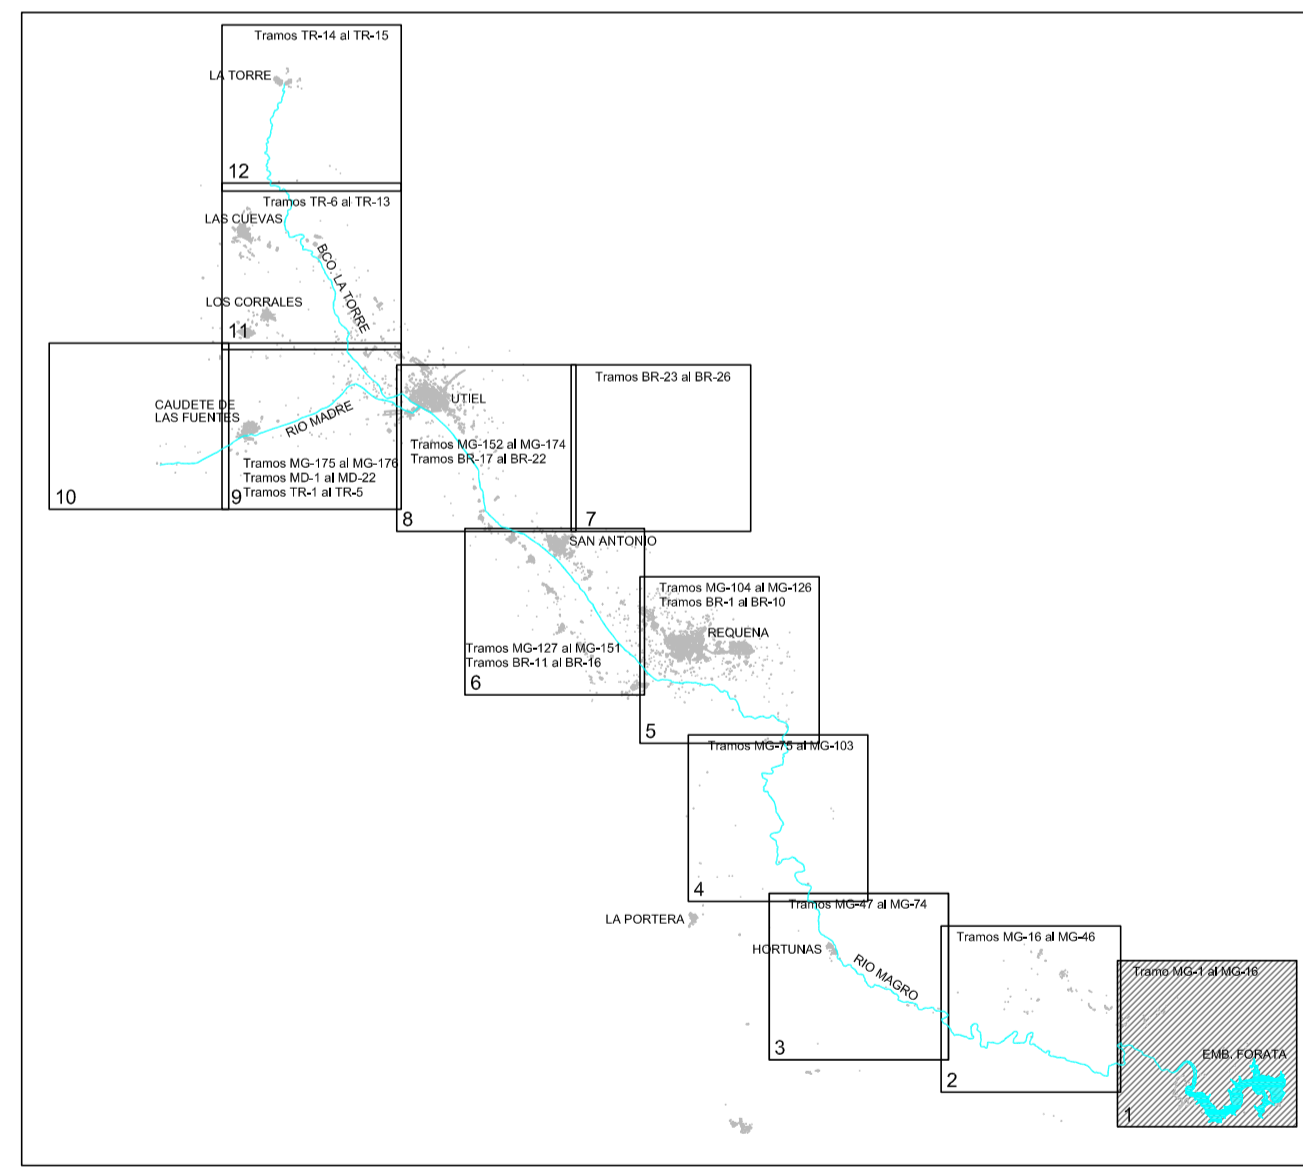 Tramos TR-14 al TR-15
LA TORRE
12
Tramos TR-6 al TR-13
LAS CUEVAS
BCO. LA TORRE
LOS CORRALES
11
CAUDETE DE
LAS FUENTES
RIO MADRE
Tramos MG-175 al MG-176
Tramos MD-1 al MD-22
Tramos TR-1 al TR-5
10
9
UTIEL
Tramos MG-152 al MG-174
Tramos BR-17 al BR-22
8
Tramos BR-23 al BR-26
7
SAN ANTONIO
Tramos MG-127 al MG-151
Tramos BR-11 al BR-16
6
Tramos MG-104 al MG-126
Tramos BR-1 al BR-10
REQUENA
5
Tramos MG-75 al MG-103
4
LA PORTERA
Tramos MG-47 al MG-74
HORTUNAS
RIO MAGRO
3
Tramos MG-16 al MG-46
2
Tramo MG-1 al MG-16
EMB. FORATA
1